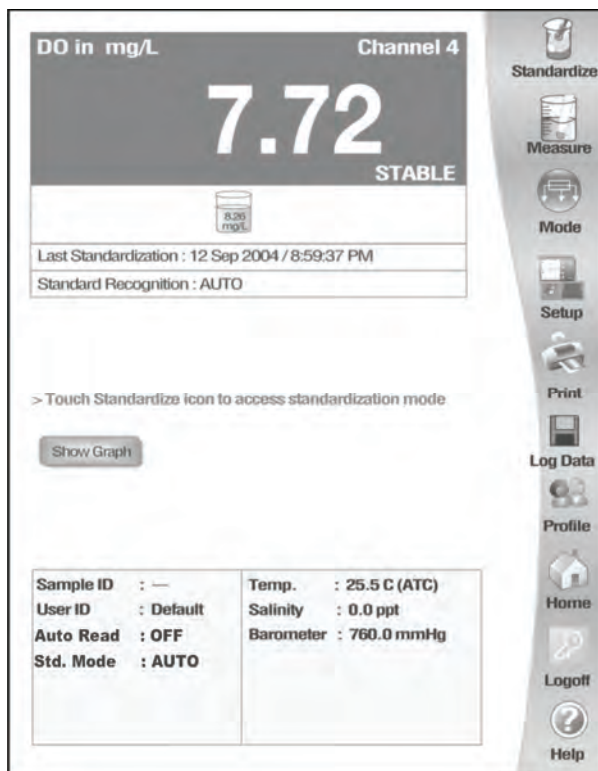 DO in mg/L Channel 4
7.72
STABLE
8.26
mg/L
Last Standardization : 12 Sep 2004 / 8:59:37 PM
Standard Recognition : AUTO
> Touch Standardize icon to access standardization mode
Show Graph
Sample ID : —
User ID : Default
Auto Read : OFF
Std. Mode : AUTO
Temp. : 25.5 C (ATC)
Salinity : 0.0 ppt
Barometer : 760.0 mmHg
Standardize
Measure
Mode
Setup
Print
Log Data
Profile
Home
Logoff
Help